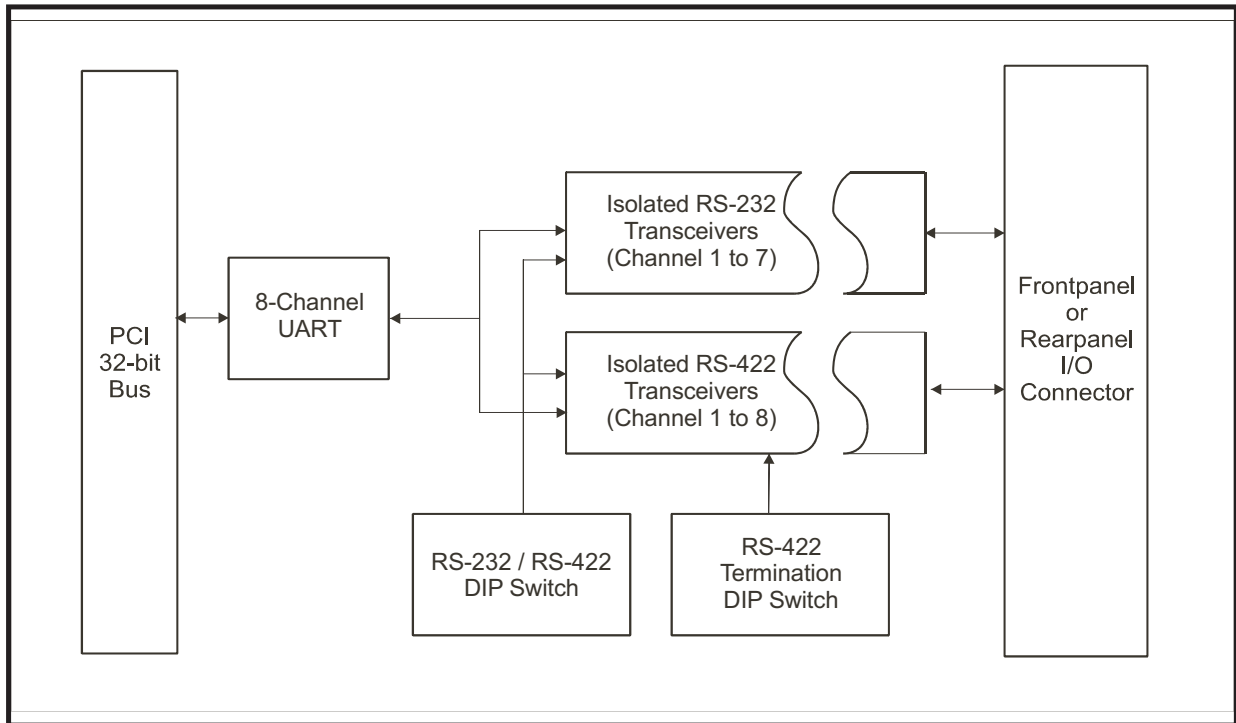 PCI
32-bit
Bus
8-Channel
UART
Isolated RS-232
Transceivers
(Channel 1 to 7)
Isolated RS-422
Transceivers
(Channel 1 to 8)
RS-232 / RS-422
DIP Switch
RS-422
Termination
DIP Switch
Frontpanel
or
Rearpanel
I/O
Connector